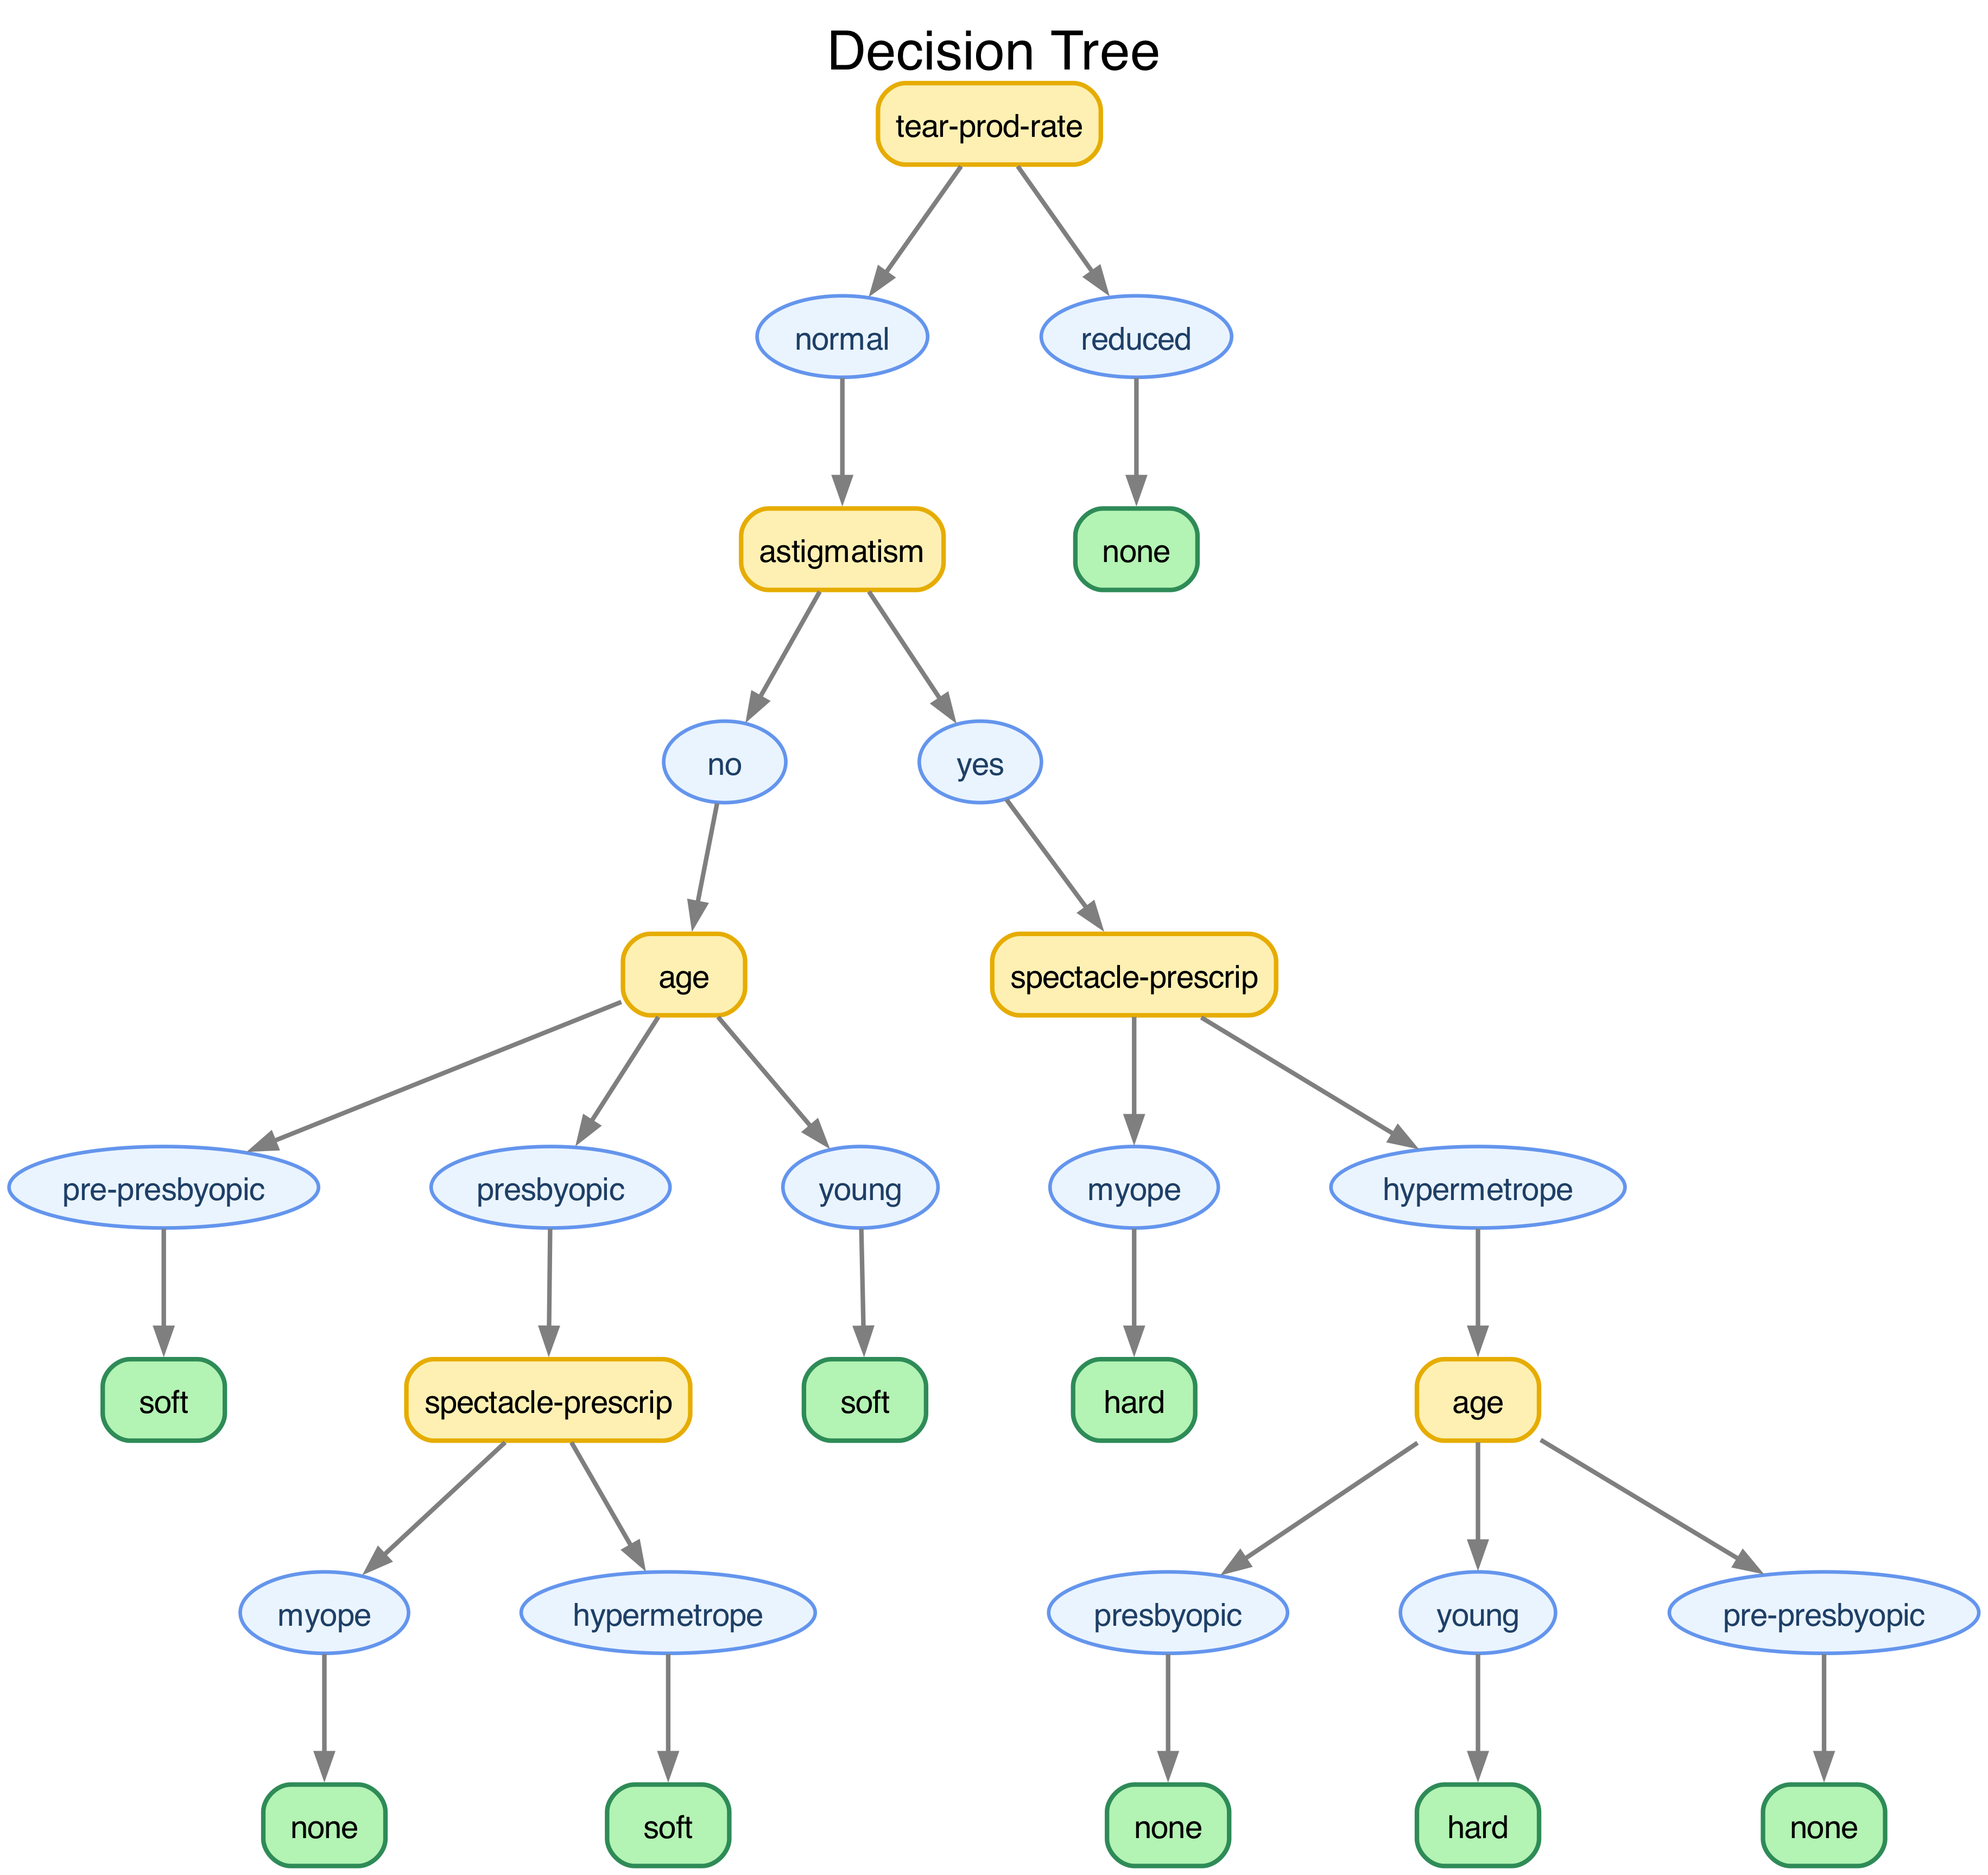 Decision Tree
tear-prod-rate
normal
reduced
astigmatism
none
no
yes
age
spectacle-prescrip
pre-presbyopic
presbyopic
young
myope
hypermetrope
soft
spectacle-prescrip
soft
hard
age
myope
hypermetrope
presbyopic
young
pre-presbyopic
none
soft
none
hard
none